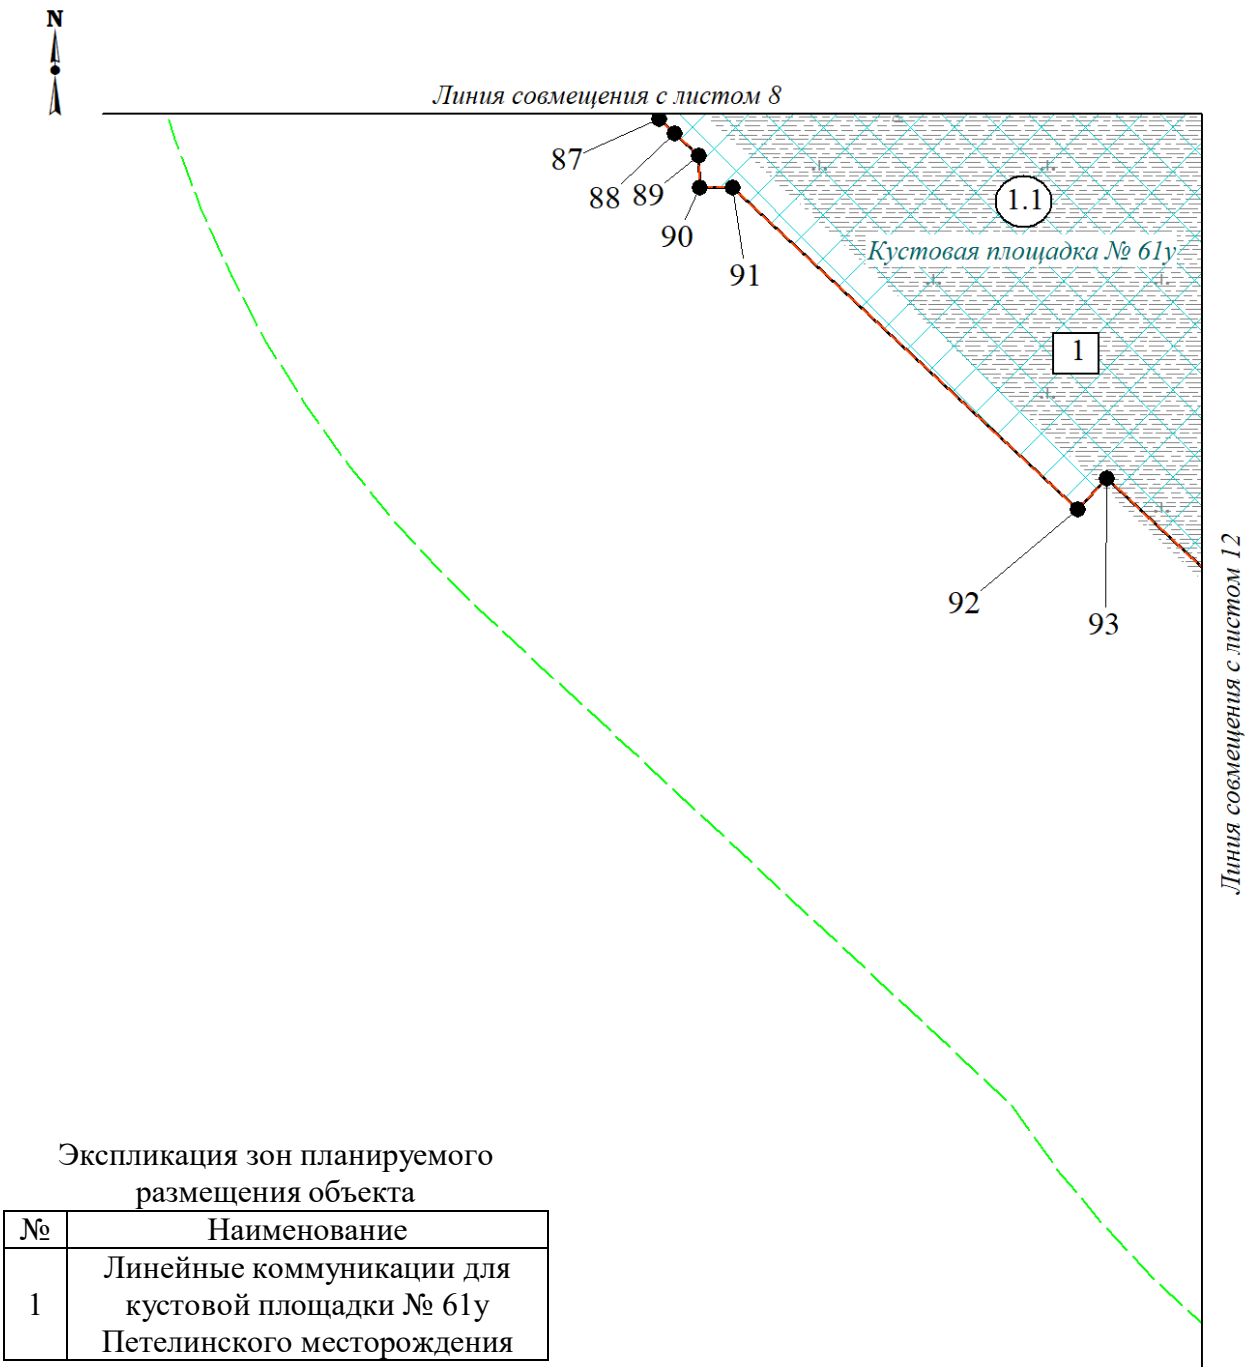 N
Линия совмещения с листом 8
87
88
89
90
91
1.1
Кустовая площадка № 61у
1
92
93
Линия совмещения с листом 12
Экспликация зон планируемого
размещения объекта
№ Наименование
1 Линейные коммуникации для
кустовой площадки № 61у
Петелинского месторождения